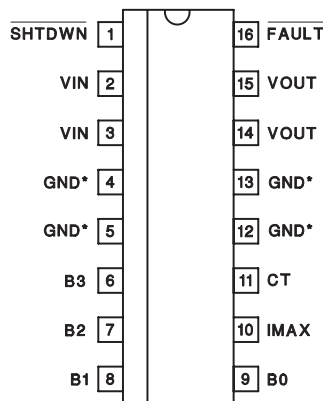 SHTDWN 1 16 FAULT
VIN 2 15 VOUT
VIN 3 14 VOUT
GND* 4 13 GND*
GND* 5 12 GND*
B3 6 11 CT
B2 7 10 IMAX
B1 8 9 B0